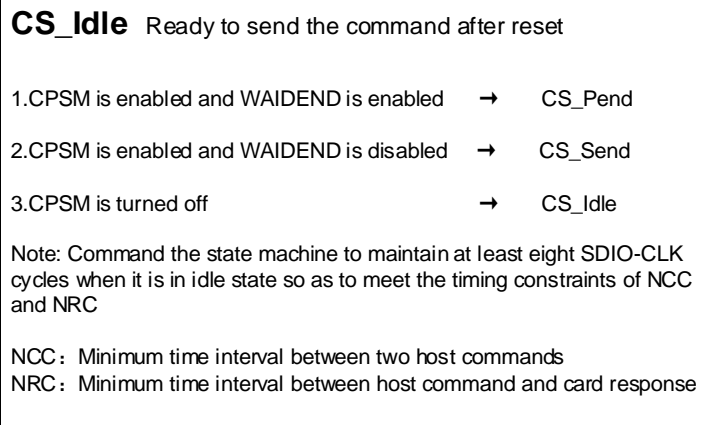 CS_Idle Ready to send the command after reset
1.CPSM is enabled and WAIDEND is enabled → CS_Pend
2.CPSM is enabled and WAIDEND is disabled → CS_Send
3.CPSM is turned off → CS_Idle
Note: Command the state machine to maintain at least eight SDIO-CLK
cycles when it is in idle state so as to meet the timing constraints of NCC
and NRC
NCC：Minimum time interval between two host commands
NRC：Minimum time interval between host command and card response